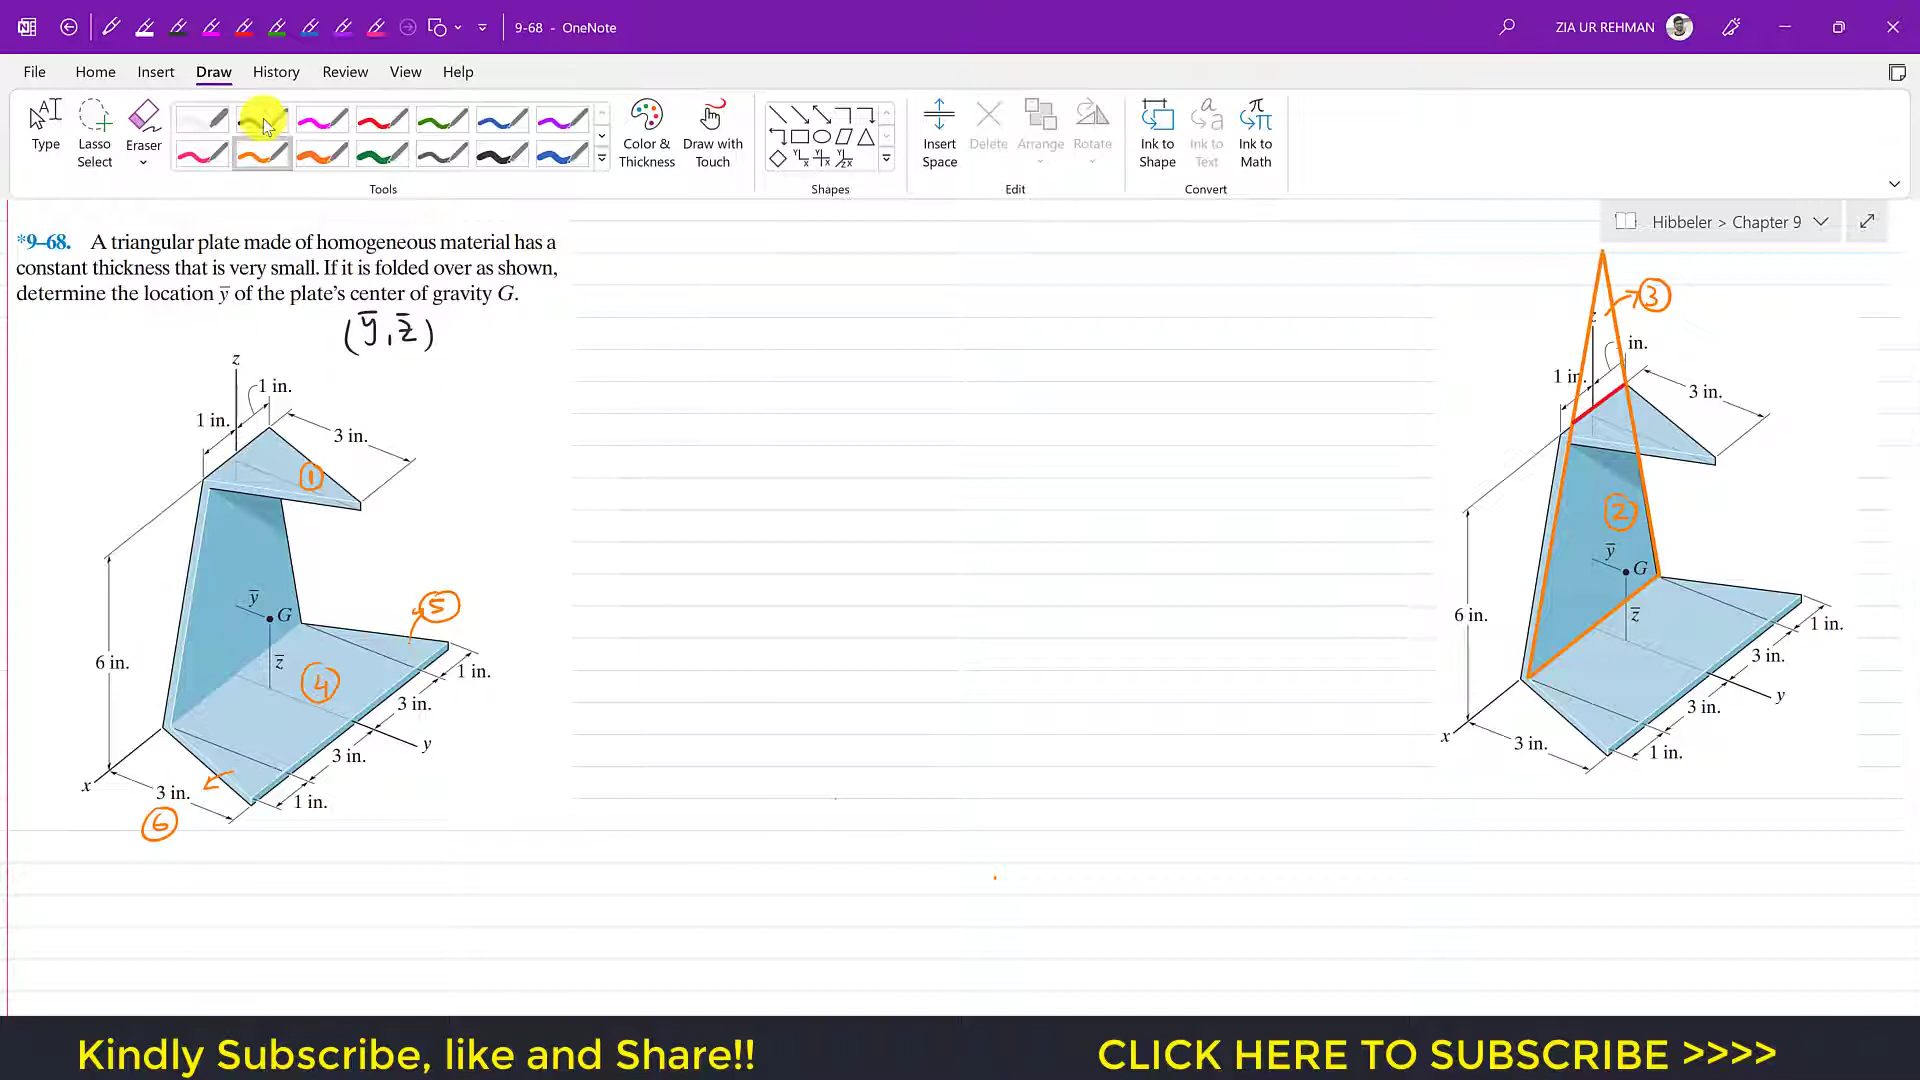 9-68 - OneNote
ZIA UR REHMAN
File Home Insert Draw History Review View Help
Type
Lasso Select
Eraser
Color & Thickness
Draw with Touch
Insert Space
Delete
Arrange
Rotate
Ink to Shape
Ink to Text
Ink to Math
Tools
Shapes
Edit
Convert
Hibbeler > Chapter 9
*9–68. A triangular plate made of homogeneous material has a
constant thickness that is very small. If it is folded over as shown,
determine the location y̅ of the plate's center of gravity G.
(y̅, z̅)
z
1 in.
1 in.
3 in.
1
y̅
G
5
6 in.
z̅
4
1 in.
3 in.
y
3 in.
x
3 in.
1 in.
6
3
z
in.
1 in.
3 in.
2
y̅
G
6 in.
z̅
1 in.
3 in.
y
3 in.
x
3 in.
1 in.
Kindly Subscribe, like and Share!!
CLICK HERE TO SUBSCRIBE >>>>